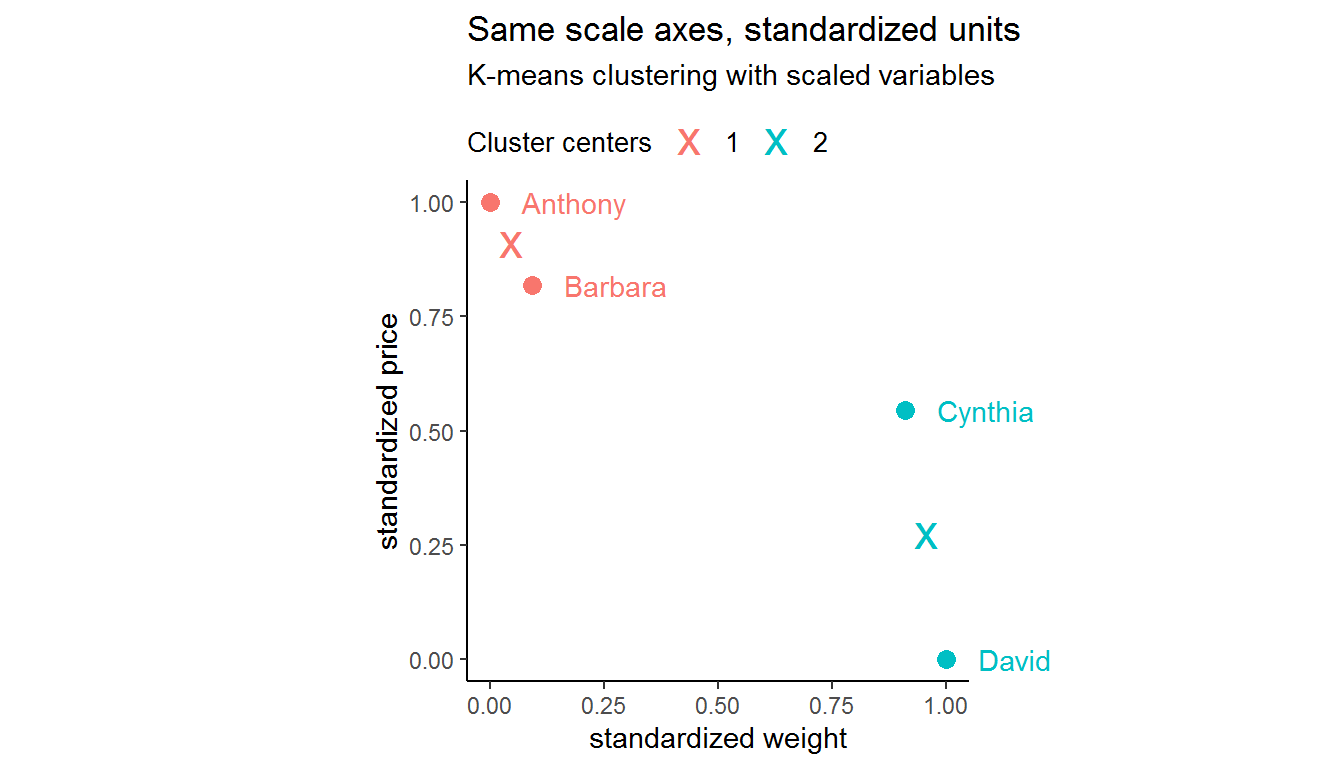 Same scale axes, standardized units
K-means clustering with scaled variables
Cluster centers X 1 X 2
1.00
Anthony
X
Barbara
0.75
standardized price
0.50
Cynthia
X
0.25
0.00
David
0.00 0.25 0.50 0.75 1.00
standardized weight